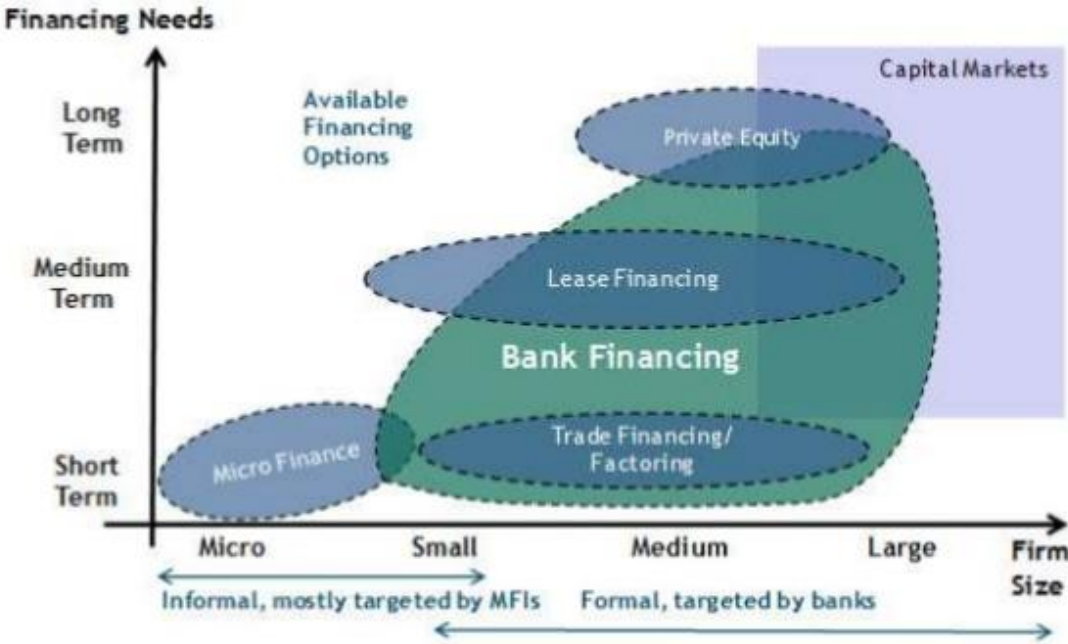 Financing Needs
Capital Markets
Available
Financing
Options
Long
Term
Private Equity
Medium
Term
Lease Financing
Bank Financing
Trade Financing/
Factoring
Micro Finance
Short
Term
Micro
Small
Medium
Large
Firm
Size
Informal, mostly targeted by MFIs
Formal, targeted by banks